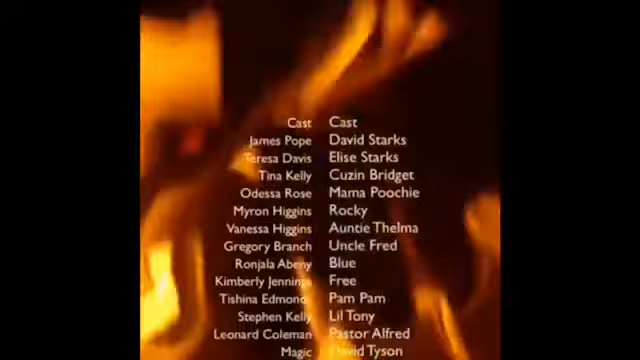 Cast Cast
James Pope David Starks
Teresa Davis Elise Starks
Tina Kelly Cuzin Bridget
Odessa Rose Mama Poochie
Myron Higgins Rocky
Vanessa Higgins Auntie Thelma
Gregory Branch Uncle Fred
Ronjala Abeny Blue
Kimberly Jennings Free
Tishina Edmond Pam Pam
Stephen Kelly Lil Tony
Leonard Coleman Pastor Alfred
Magic David Tyson